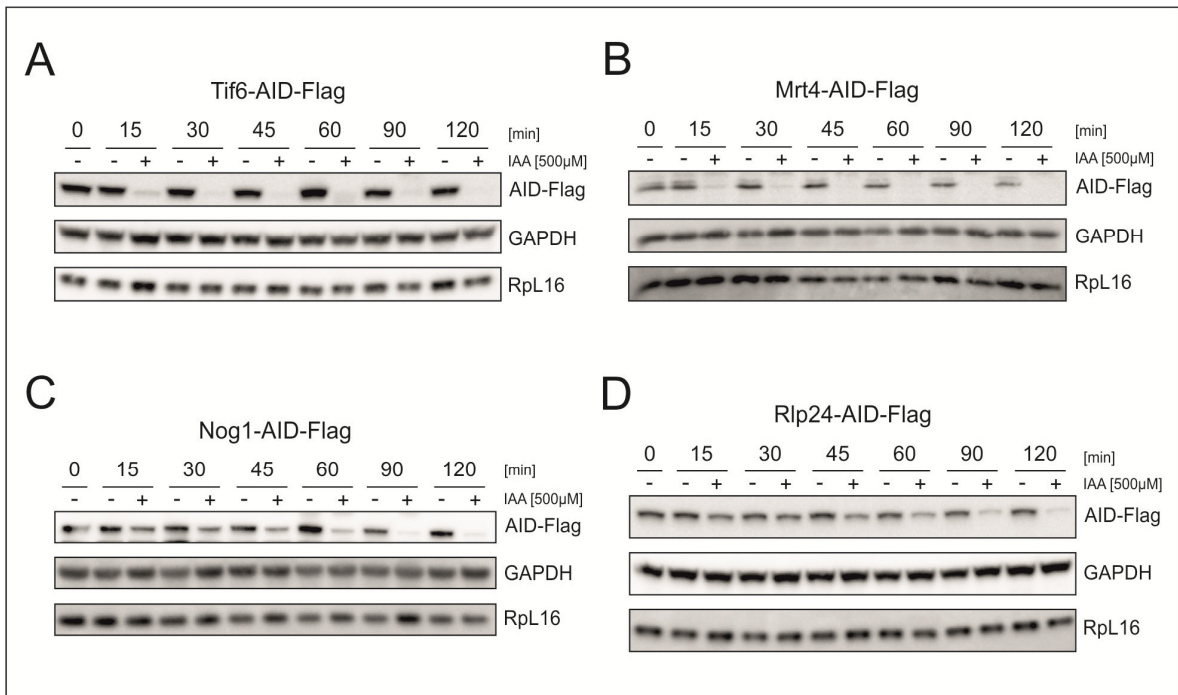 A
Tif6-AID-Flag
0 15 30 45 60 90 120 [min]
- - + - + - + - + - + - + IAA [500µM]
AID-Flag
GAPDH
RpL16
B
Mrt4-AID-Flag
0 15 30 45 60 90 120 [min]
- - + - + - + - + - + - + IAA [500µM]
AID-Flag
GAPDH
RpL16
C
Nog1-AID-Flag
0 15 30 45 60 90 120 [min]
- - + - + - + - + - + - + IAA [500µM]
AID-Flag
GAPDH
RpL16
D
Rlp24-AID-Flag
0 15 30 45 60 90 120 [min]
- - + - + - + - + - + - + IAA [500µM]
AID-Flag
GAPDH
RpL16